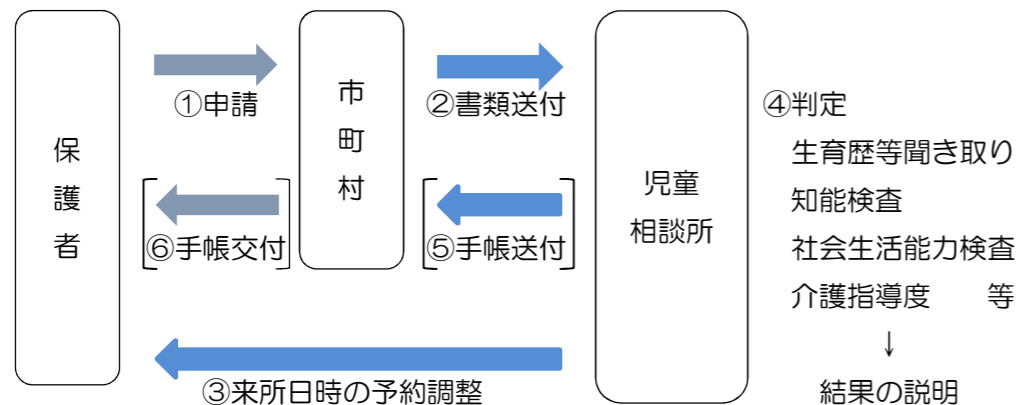 保護者
①申請
市町村
②書類送付
児童
相談所
④判定
生育歴等聞き取り
知能検査
社会生活能力検査
介護指導度　　等
↓
結果の説明
[⑤手帳送付]
[⑥手帳交付]
③来所日時の予約調整